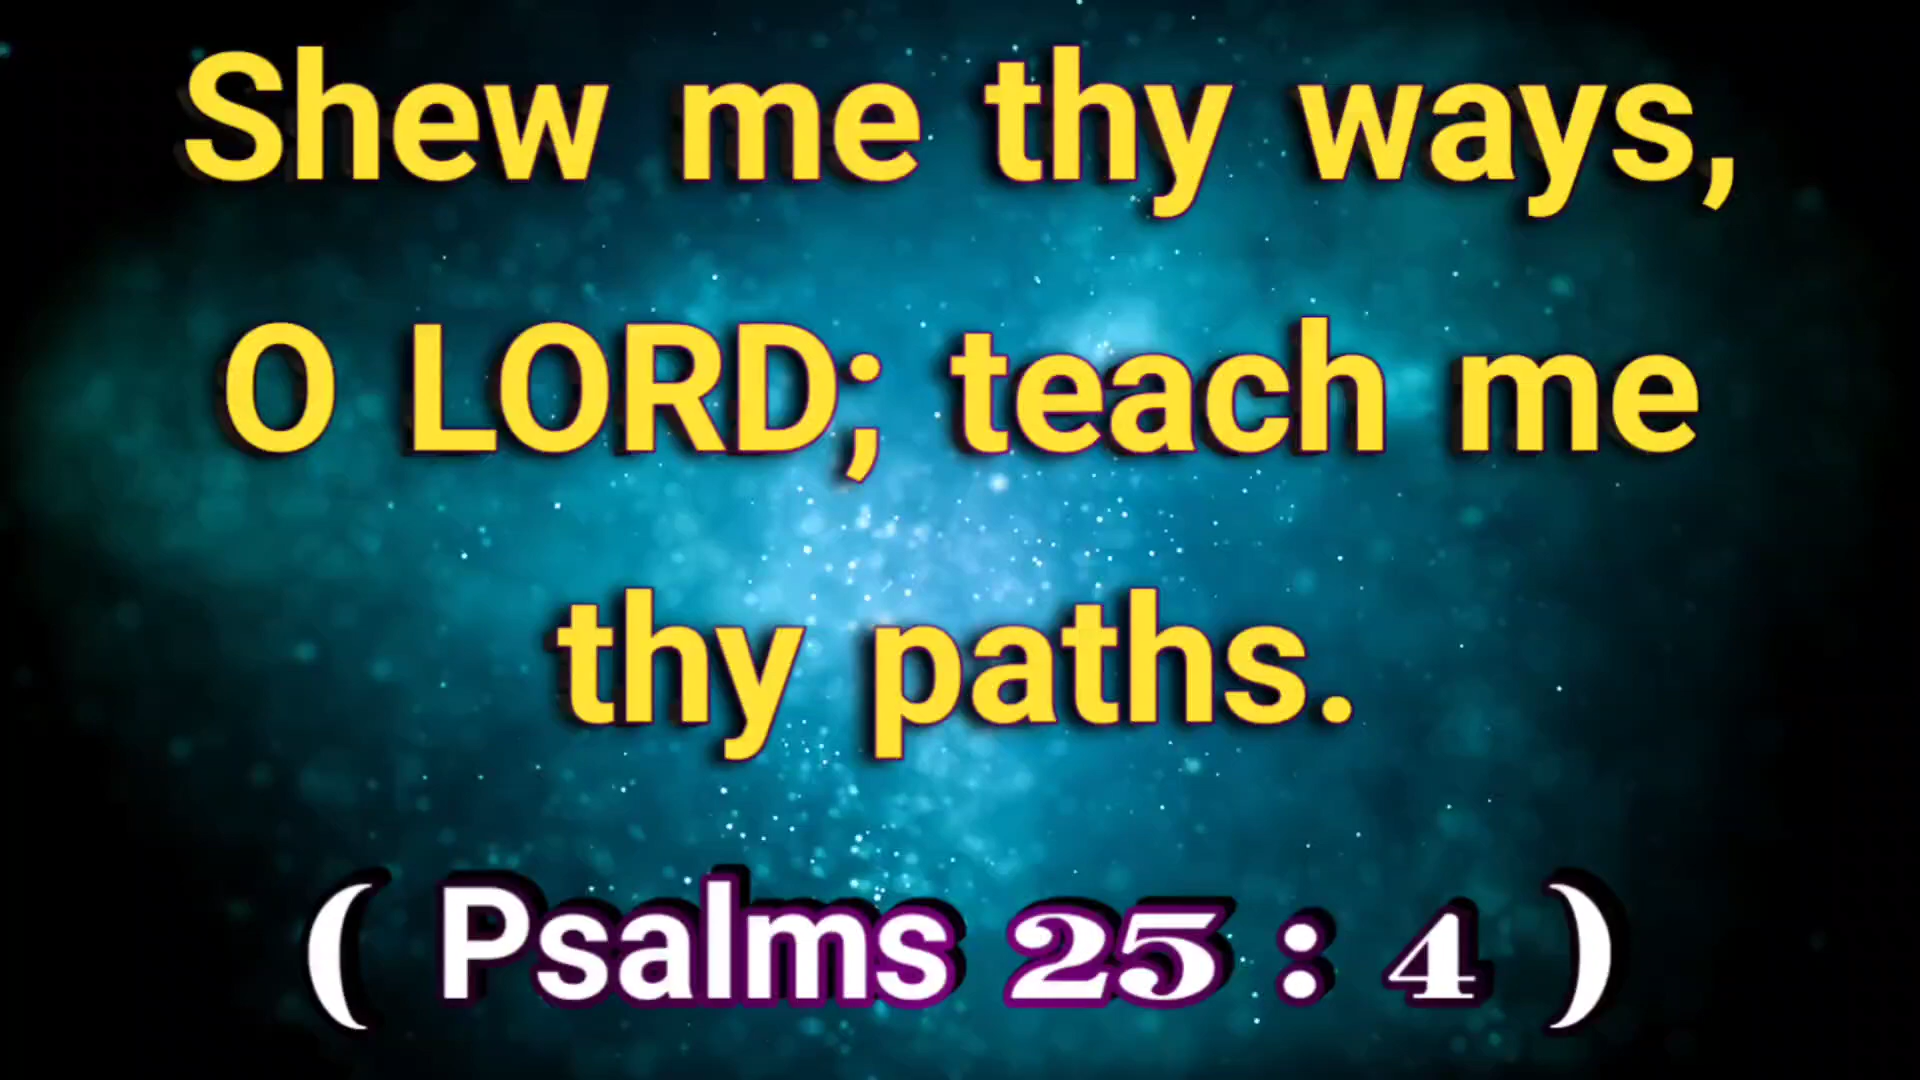 Shew me thy ways,
O LORD; teach me
thy paths.
( Psalms 25 : 4 )